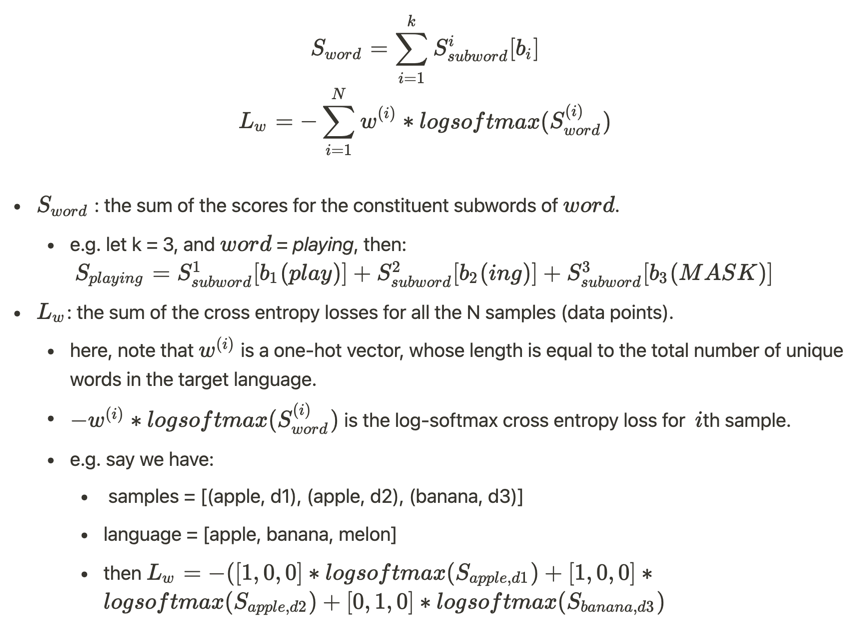 S_{word} = \sum_{i=1}^{k} S^{i}_{subword}[b_i]
L_w = - \sum_{i=1}^{N} w^{(i)} * logsoftmax(S^{(i)}_{word})
• S_{word} : the sum of the scores for the constituent subwords of word.
• e.g. let k = 3, and word = playing, then:
S_{playing} = S^1_{subword}[b_1(play)] + S^2_{subword}[b_2(ing)] + S^3_{subword}[b_3(MASK)]
• L_w: the sum of the cross entropy losses for all the N samples (data points).
• here, note that w^{(i)} is a one-hot vector, whose length is equal to the total number of unique
words in the target language.
• -w^{(i)} * logsoftmax(S^{(i)}_{word}) is the log-softmax cross entropy loss for ith sample.
• e.g. say we have:
• samples = [(apple, d1), (apple, d2), (banana, d3)]
• language = [apple, banana, melon]
• then L_w = -([1, 0, 0] * logsoftmax(S_{apple,d1}) + [1, 0, 0] *
logsoftmax(S_{apple,d2}) + [0, 1, 0] * logsoftmax(S_{banana,d3})